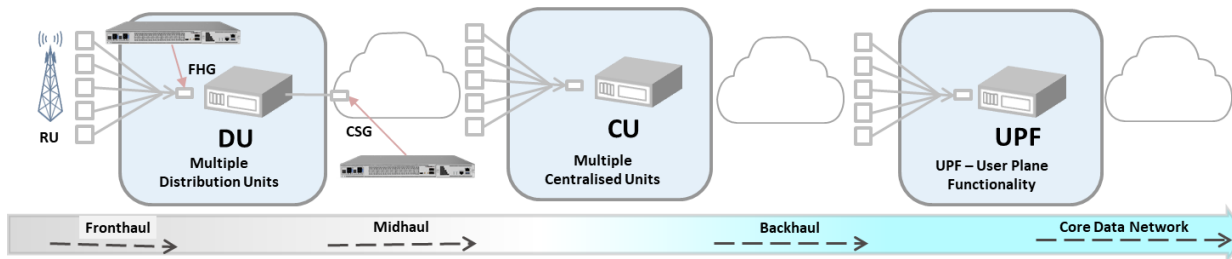 FHG
RU
DU
Multiple
Distribution Units
CSG
CU
Multiple
Centralised Units
UPF
UPF – User Plane
Functionality
Fronthaul
Midhaul
Backhaul
Core Data Network